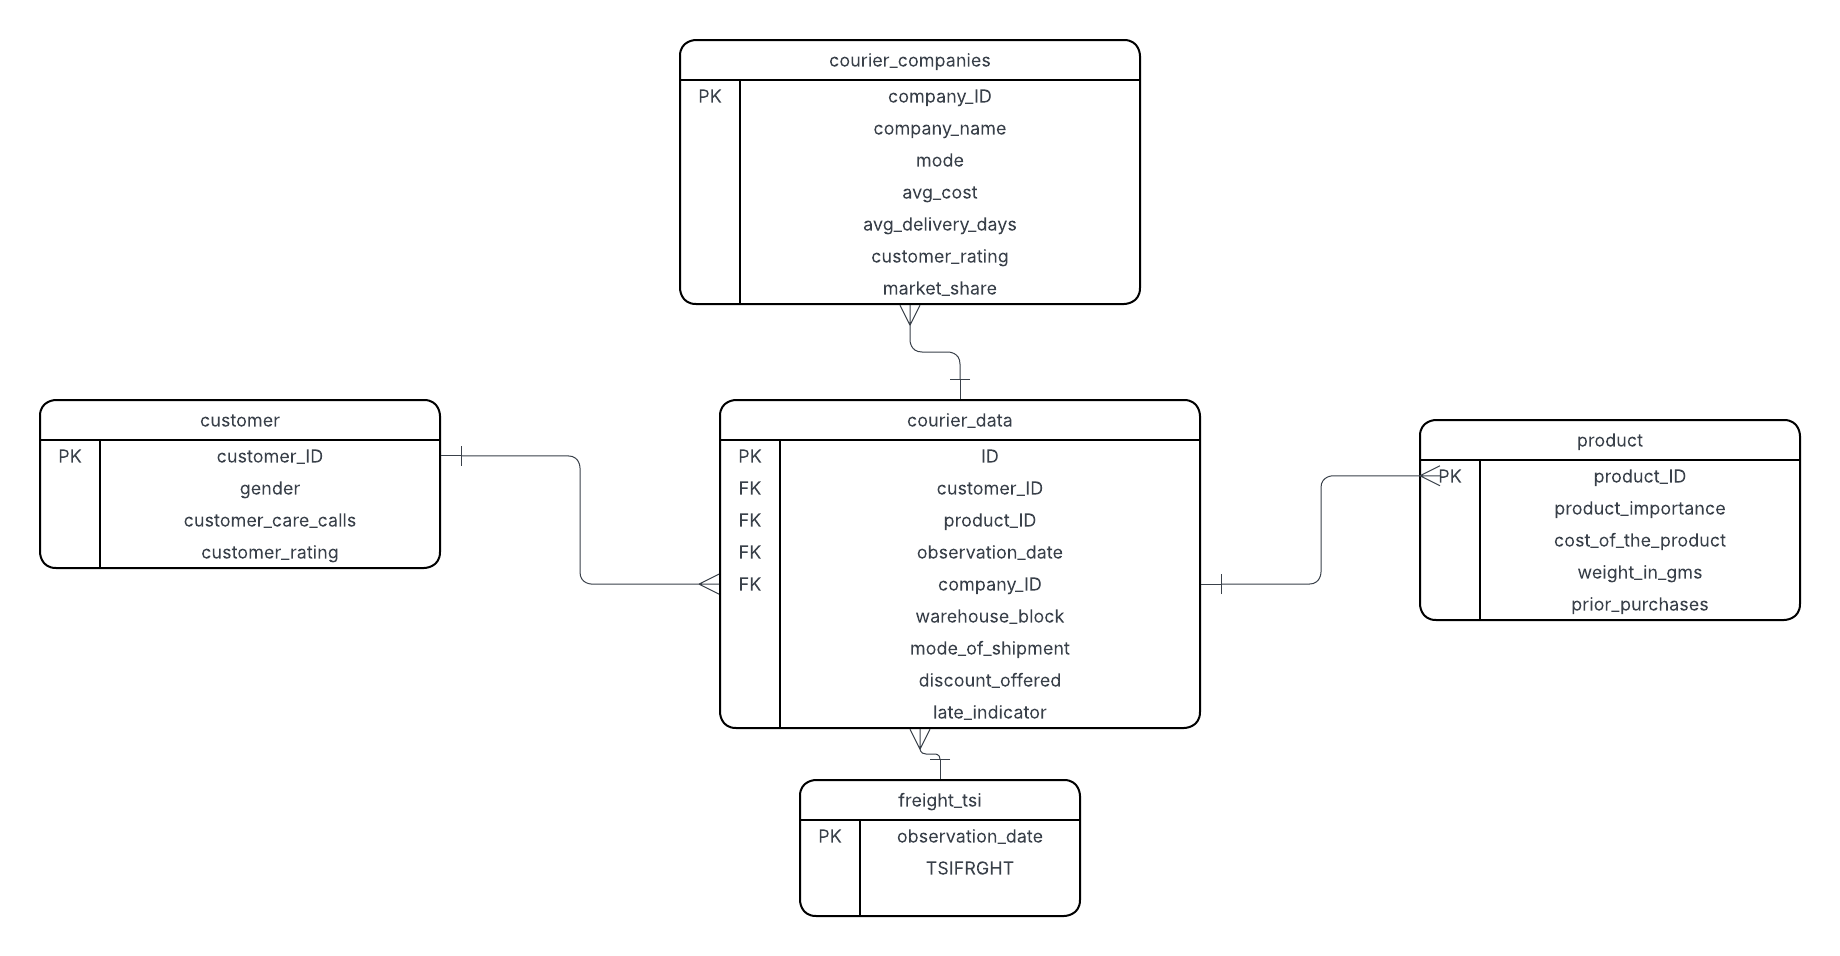 courier_companies
PK company_ID
company_name
mode
avg_cost
avg_delivery_days
customer_rating
market_share
customer
PK customer_ID
gender
customer_care_calls
customer_rating
courier_data
PK ID
FK customer_ID
FK product_ID
FK observation_date
FK company_ID
warehouse_block
mode_of_shipment
discount_offered
late_indicator
product
PK product_ID
product_importance
cost_of_the_product
weight_in_gms
prior_purchases
freight_tsi
PK observation_date
TSIFRGHT